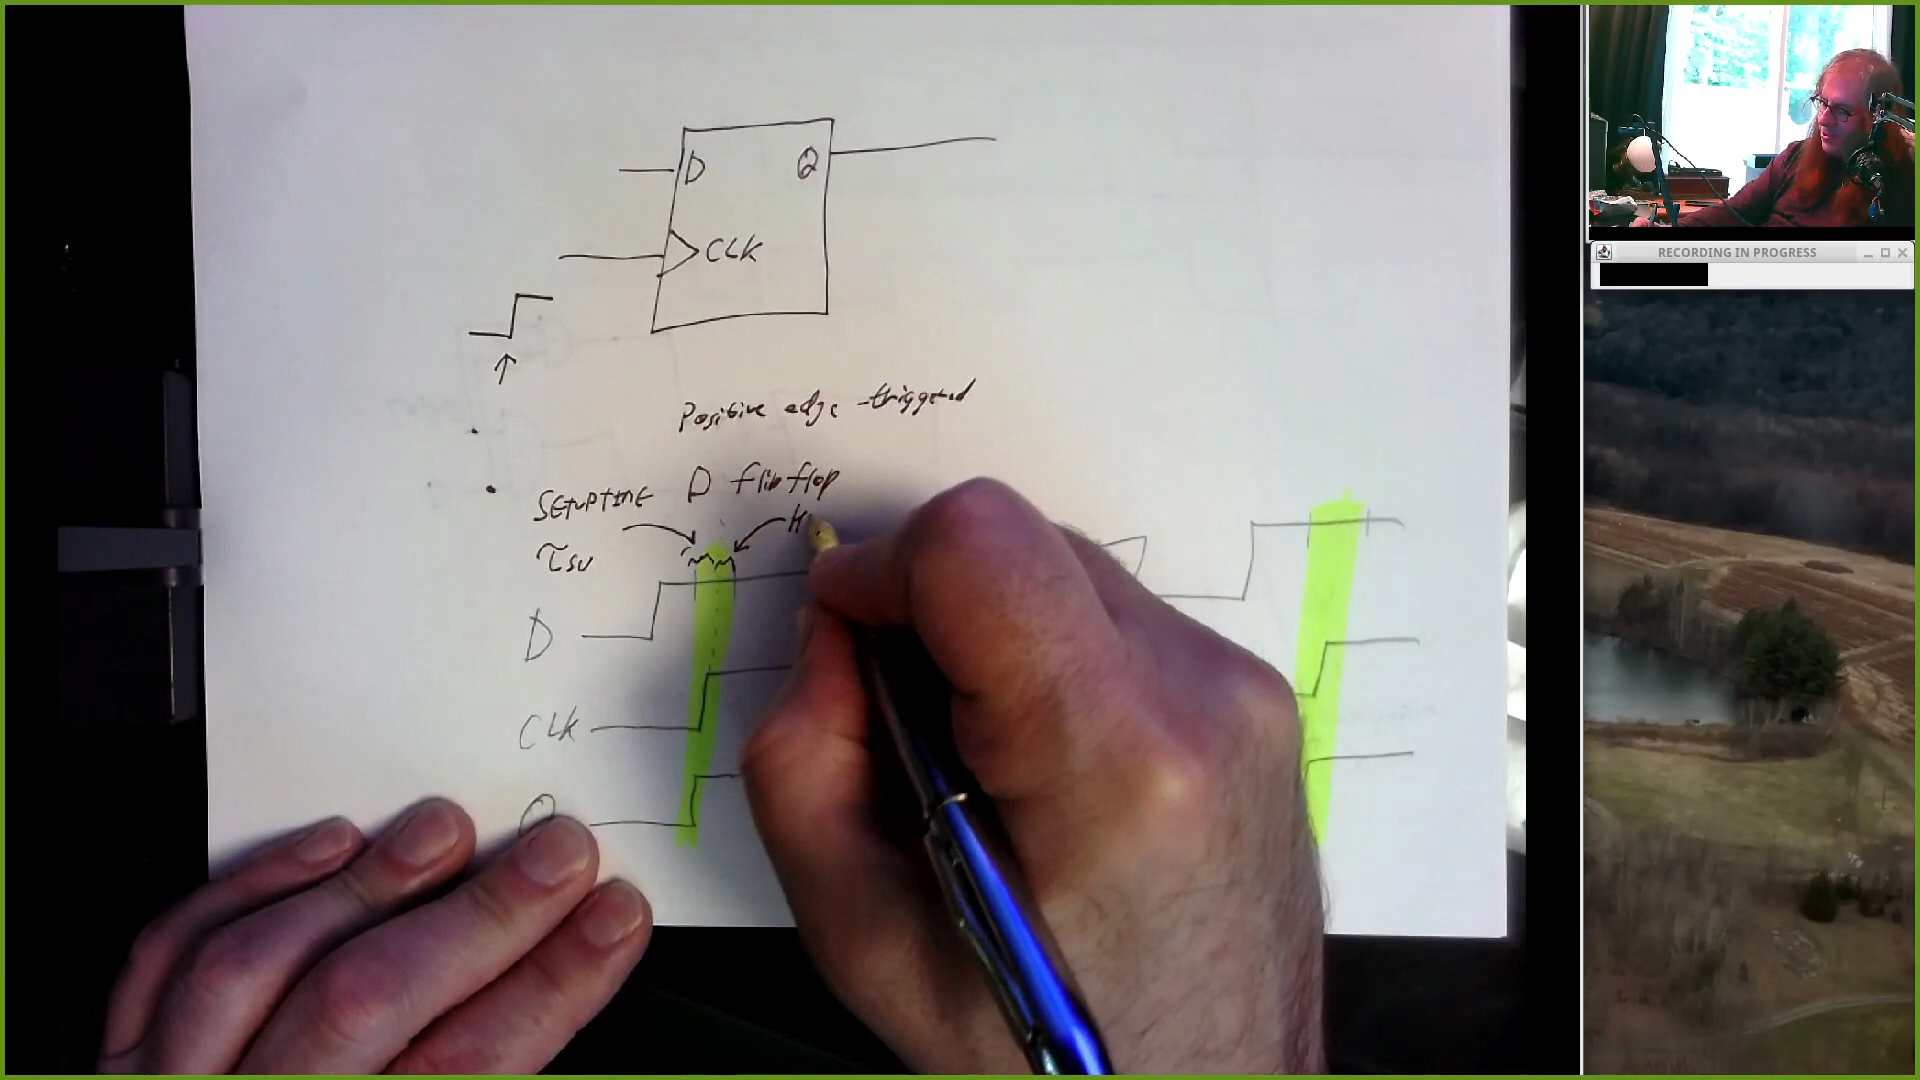 D Q
CLK
Positive edge-triggered
D flip flop
SETUPTIME
H
τsu
D
CLK
Q
RECORDING IN PROGRESS